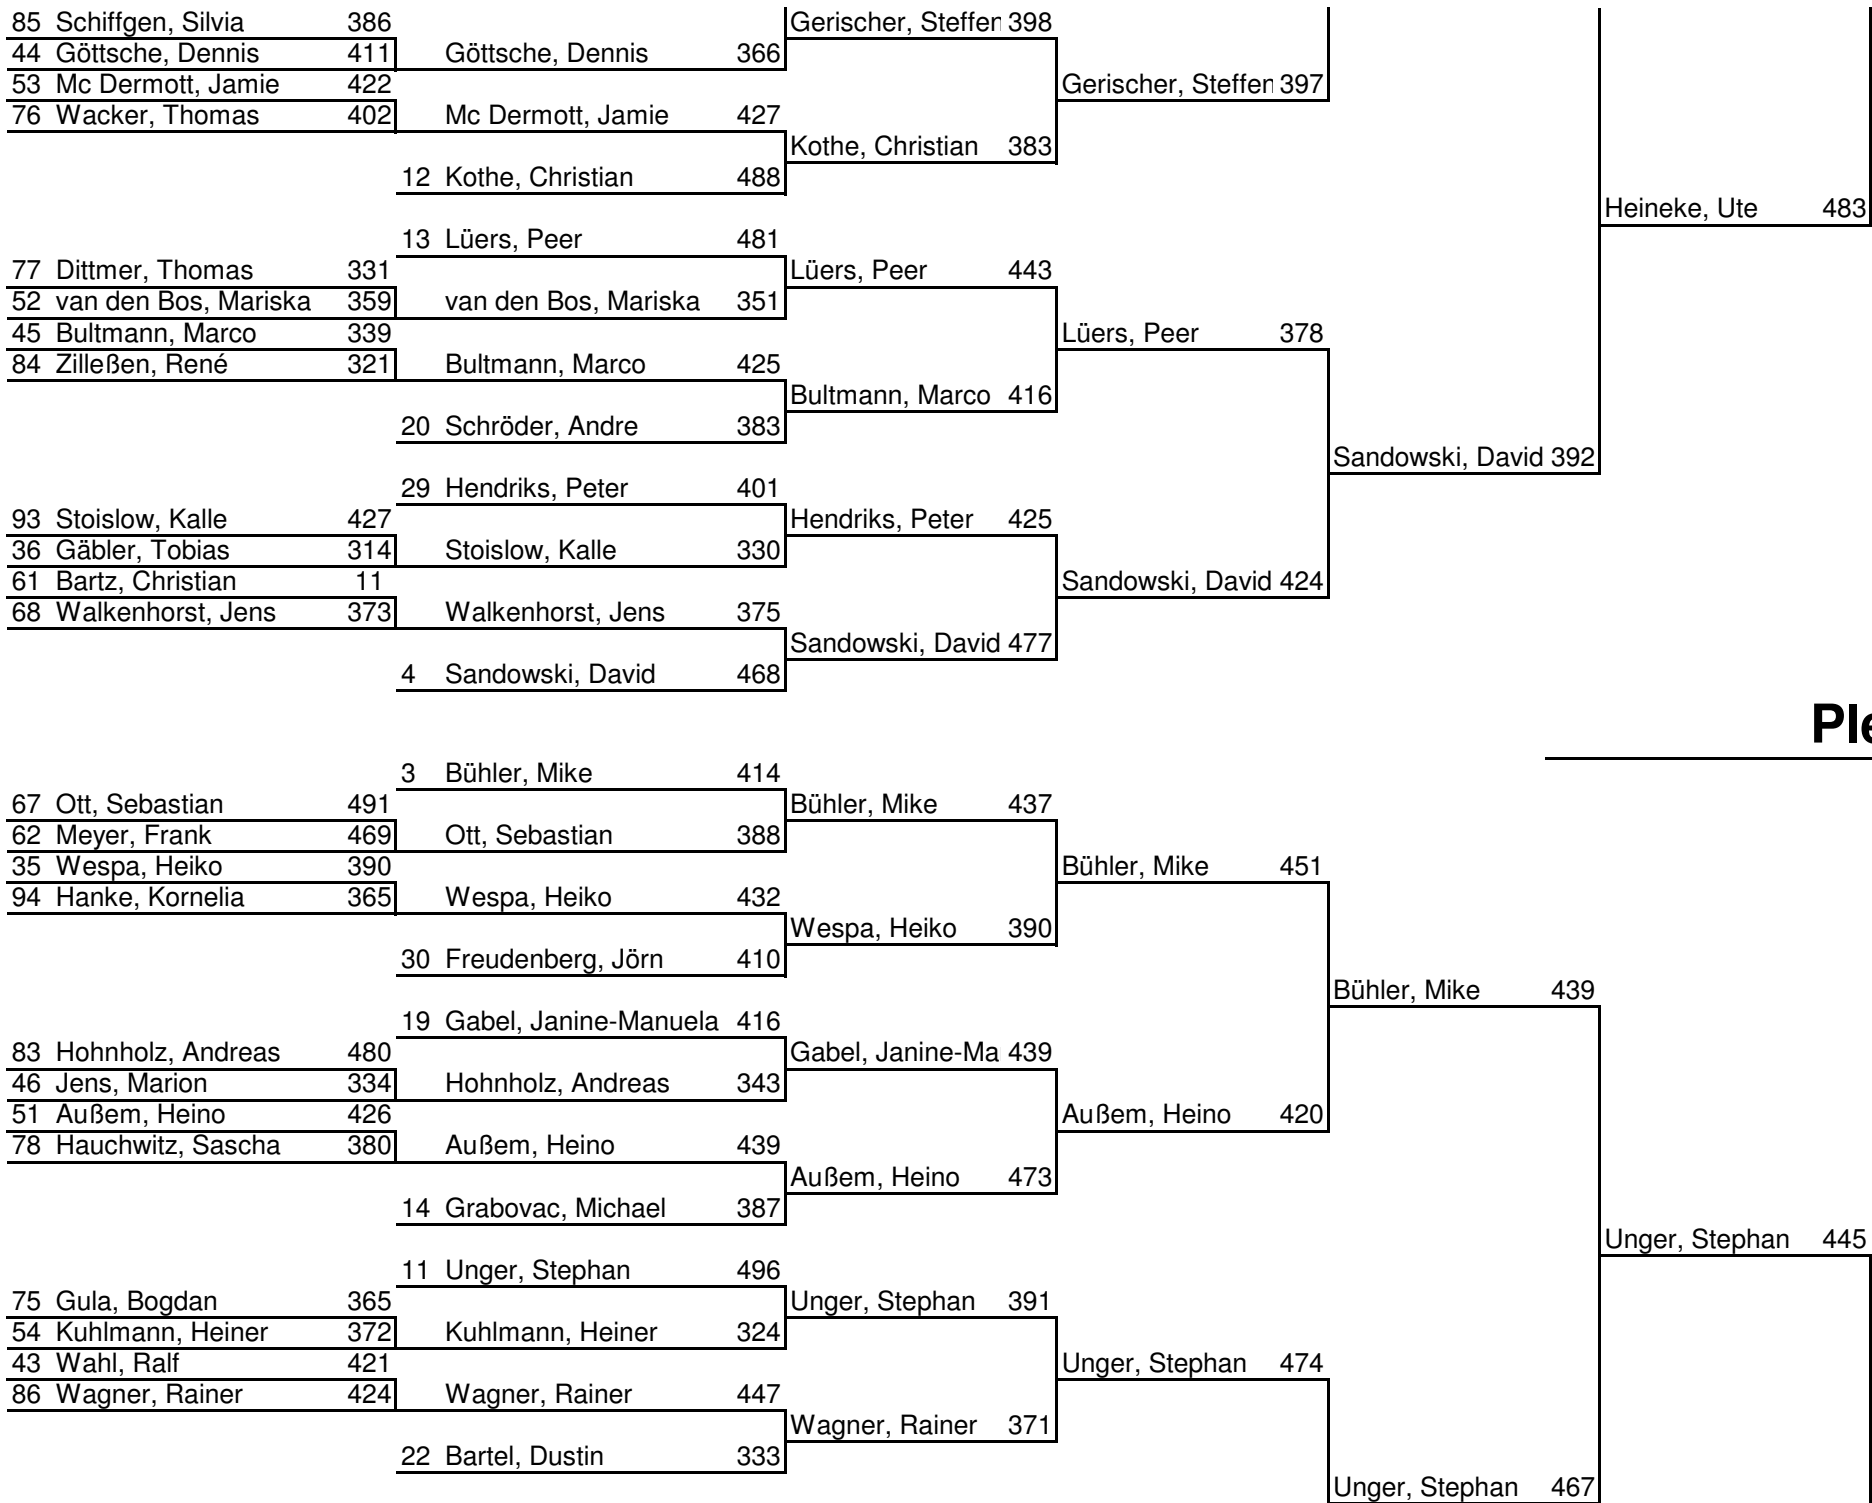 85 Schiffgen, Silvia 386 Gerischer, Steffen 398
44 Göttsche, Dennis 411 Göttsche, Dennis 366
53 Mc Dermott, Jamie 422 Gerischer, Steffen 397
76 Wacker, Thomas 402 Mc Dermott, Jamie 427
Kothe, Christian 383
12 Kothe, Christian 488
Heineke, Ute 483
13 Lüers, Peer 481
77 Dittmer, Thomas 331 Lüers, Peer 443
52 van den Bos, Mariska 359 van den Bos, Mariska 351
45 Bultmann, Marco 339 Lüers, Peer 378
84 Zilleßen, René 321 Bultmann, Marco 425
Bultmann, Marco 416
20 Schröder, Andre 383
Sandowski, David 392
29 Hendriks, Peter 401
93 Stoislow, Kalle 427 Hendriks, Peter 425
36 Gäbler, Tobias 314 Stoislow, Kalle 330
61 Bartz, Christian 11 Sandowski, David 424
68 Walkenhorst, Jens 373 Walkenhorst, Jens 375
Sandowski, David 477
4 Sandowski, David 468
Ple
3 Bühler, Mike 414
67 Ott, Sebastian 491 Bühler, Mike 437
62 Meyer, Frank 469 Ott, Sebastian 388
35 Wespa, Heiko 390 Bühler, Mike 451
94 Hanke, Kornelia 365 Wespa, Heiko 432
Wespa, Heiko 390
30 Freudenberg, Jörn 410
Bühler, Mike 439
19 Gabel, Janine-Manuela 416
83 Hohnholz, Andreas 480 Gabel, Janine-Ma 439
46 Jens, Marion 334 Hohnholz, Andreas 343
51 Außem, Heino 426 Außem, Heino 420
78 Hauchwitz, Sascha 380 Außem, Heino 439
Außem, Heino 473
14 Grabovac, Michael 387
Unger, Stephan 445
11 Unger, Stephan 496
75 Gula, Bogdan 365 Unger, Stephan 391
54 Kuhlmann, Heiner 372 Kuhlmann, Heiner 324
43 Wahl, Ralf 421 Unger, Stephan 474
86 Wagner, Rainer 424 Wagner, Rainer 447
Wagner, Rainer 371
22 Bartel, Dustin 333
Unger, Stephan 467